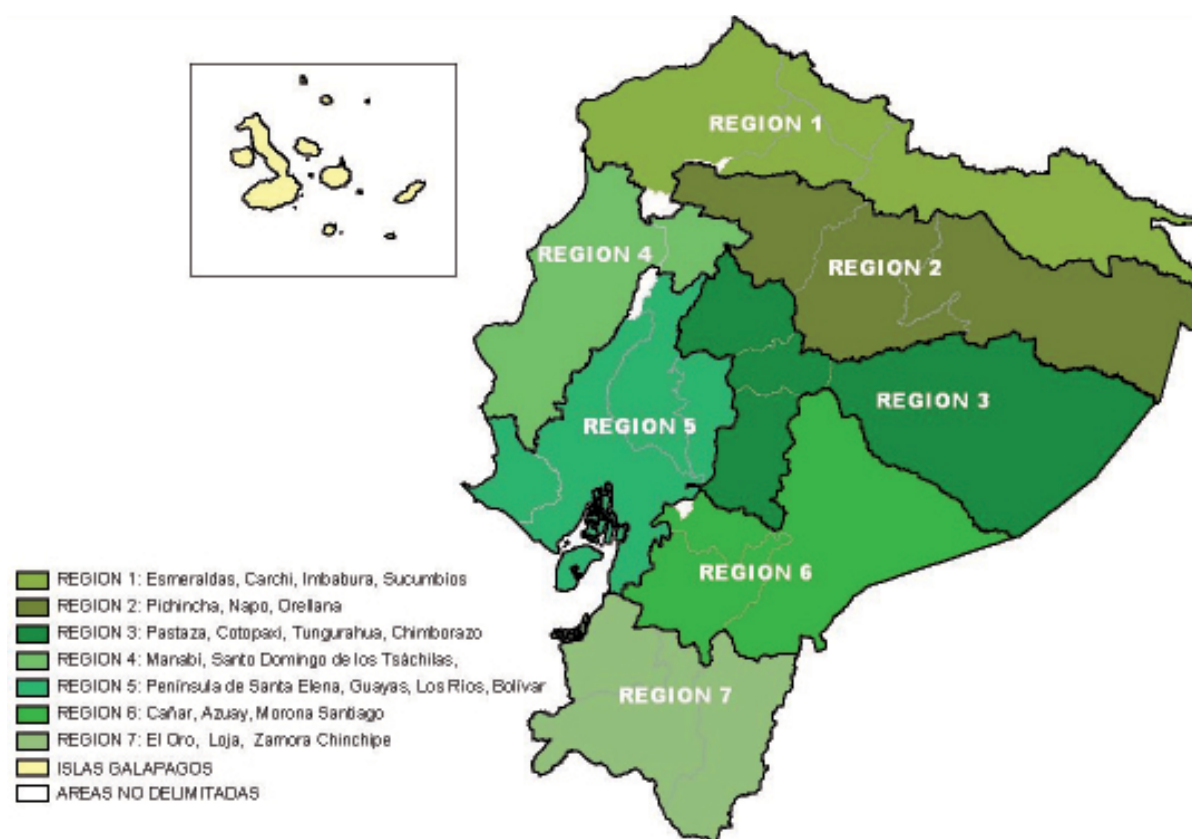 REGION 1
REGION 4
REGION 2
REGION 3
REGION 5
REGION 6
REGION 7
REGION 1: Esmeraldas, Carchi, Imbabura, Sucumbios
REGION 2: Pichincha, Napo, Orellana
REGION 3: Pastaza, Cotopaxi, Tungurahua, Chimborazo
REGION 4: Manabi, Santo Domingo de los Tsáchilas,
REGION 5: Península de Santa Elena, Guayas, Los Ríos, Bolívar
REGION 6: Cañar, Azuay, Morona Santiago
REGION 7: El Oro, Loja, Zamora Chinchipe
ISLAS GALAPAGOS
AREAS NO DELIMITADAS